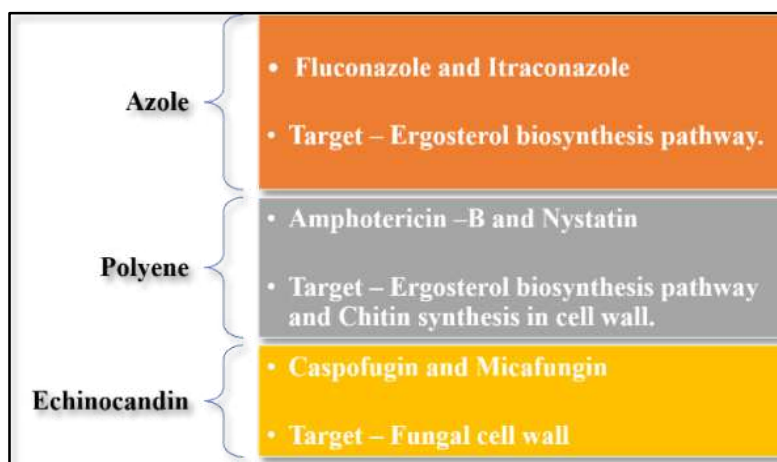 Azole
• Fluconazole and Itraconazole
• Target – Ergosterol biosynthesis pathway.
Polyene
• Amphotericin –B and Nystatin
• Target – Ergosterol biosynthesis pathway
and Chitin synthesis in cell wall.
Echinocandin
• Caspofugin and Micafungin
• Target – Fungal cell wall